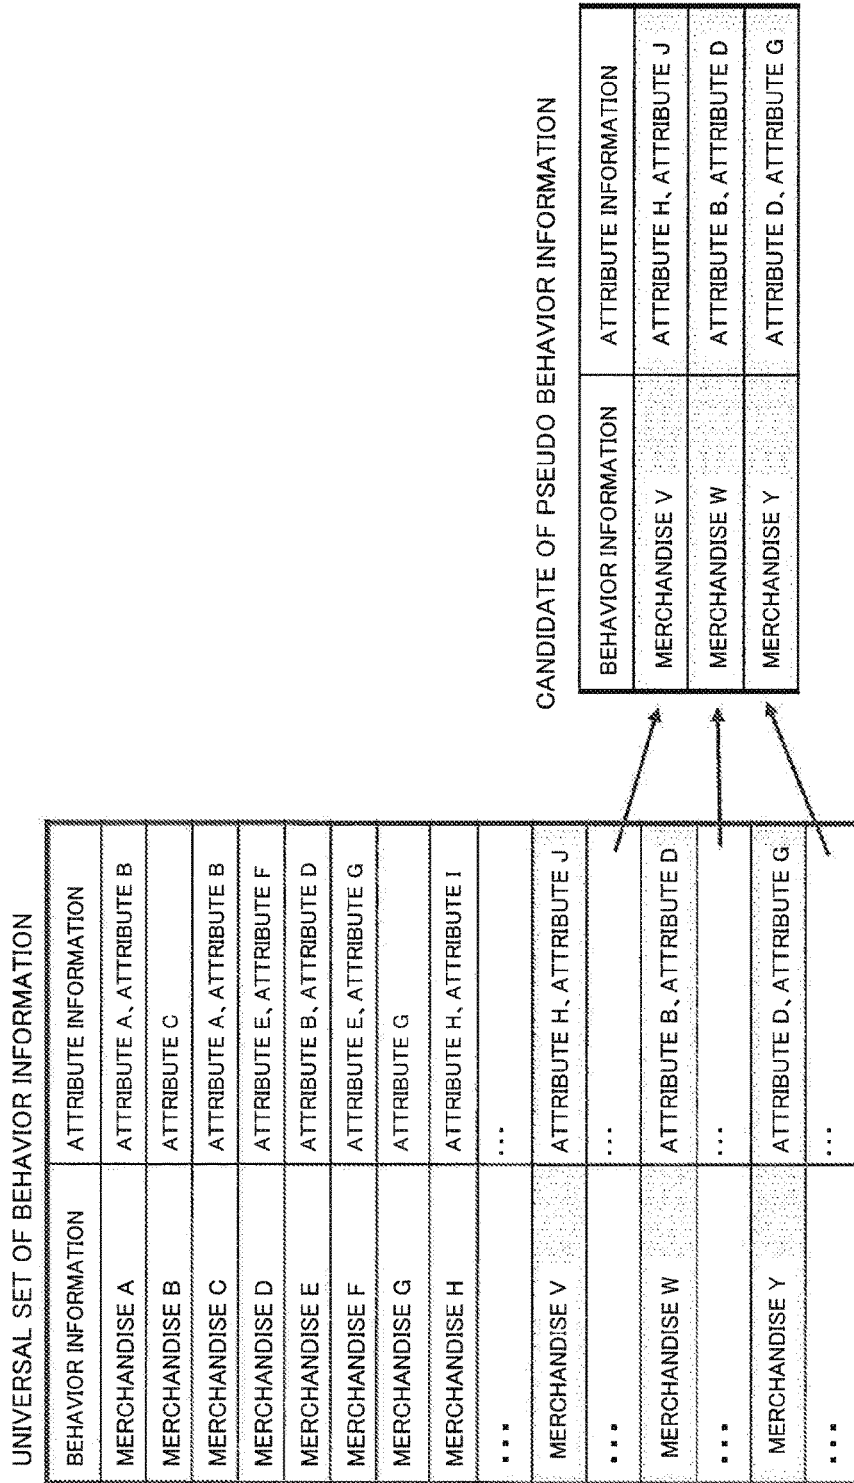 UNIVERSAL SET OF BEHAVIOR INFORMATION
BEHAVIOR INFORMATION ATTRIBUTE INFORMATION
MERCHANDISE A ATTRIBUTE A、ATTRIBUTE B
MERCHANDISE B ATTRIBUTE C
MERCHANDISE C ATTRIBUTE A、ATTRIBUTE B
MERCHANDISE D ATTRIBUTE E、ATTRIBUTE F
MERCHANDISE E ATTRIBUTE B、ATTRIBUTE D
MERCHANDISE F ATTRIBUTE E、ATTRIBUTE G
MERCHANDISE G ATTRIBUTE G
MERCHANDISE H ATTRIBUTE H、ATTRIBUTE I
... ...
MERCHANDISE V ATTRIBUTE H、ATTRIBUTE J
... ...
MERCHANDISE W ATTRIBUTE B、ATTRIBUTE D
... ...
MERCHANDISE Y ATTRIBUTE D、ATTRIBUTE G
... ...
CANDIDATE OF PSEUDO BEHAVIOR INFORMATION
BEHAVIOR INFORMATION ATTRIBUTE INFORMATION
MERCHANDISE V ATTRIBUTE H、ATTRIBUTE J
MERCHANDISE W ATTRIBUTE B、ATTRIBUTE D
MERCHANDISE Y ATTRIBUTE D、ATTRIBUTE G